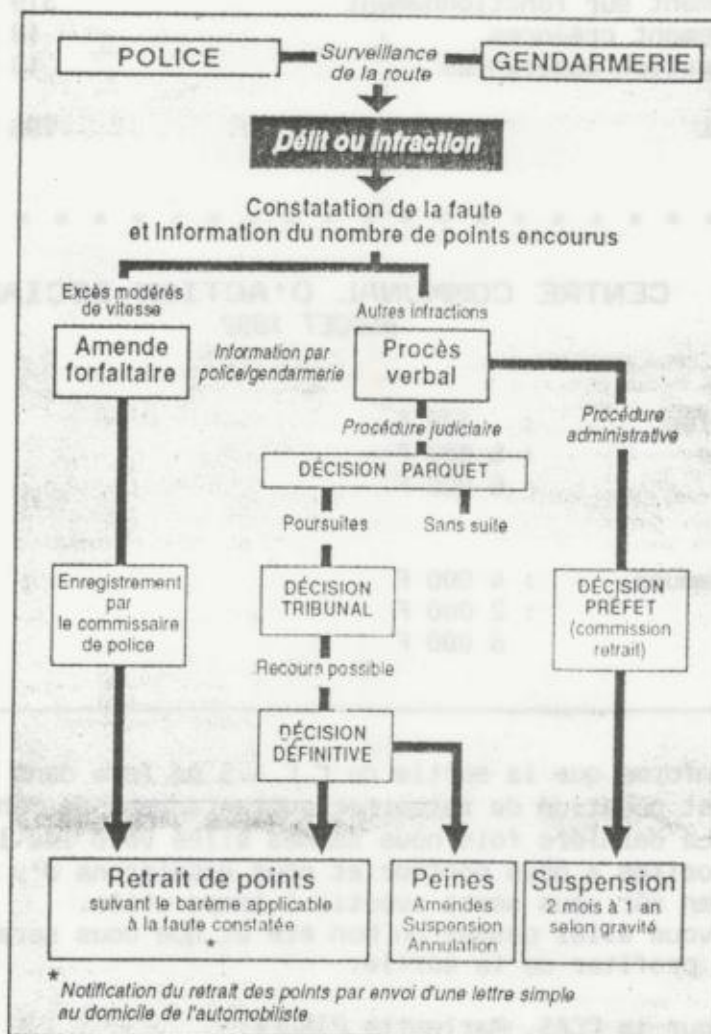 POLICE
Surveillance
de la route
GENDARMERIE
Délit ou infraction
Constatation de la faute
et Information du nombre de points encourus
Excès modérés
de vitesse
Autres infractions
Amende
forfaitaire
Information par
police/gendarmerie
Procès
verbal
Procédure judiciaire
Procédure
administrative
DÉCISION PARQUET
Poursuites
Sans suite
Enregistrement
par
le commissaire
de police
DÉCISION
TRIBUNAL
DÉCISION
PRÉFET
(commission
retrait)
Recours possible
DÉCISION
DÉFINITIVE
Retrait de points
suivant le barème applicable
à la faute constatée
*
Peines
Amendes
Suspension
Annulation
Suspension
2 mois à 1 an
selon gravité
* Notification du retrait des points par envoi d'une lettre simple
au domicile de l'automobiliste